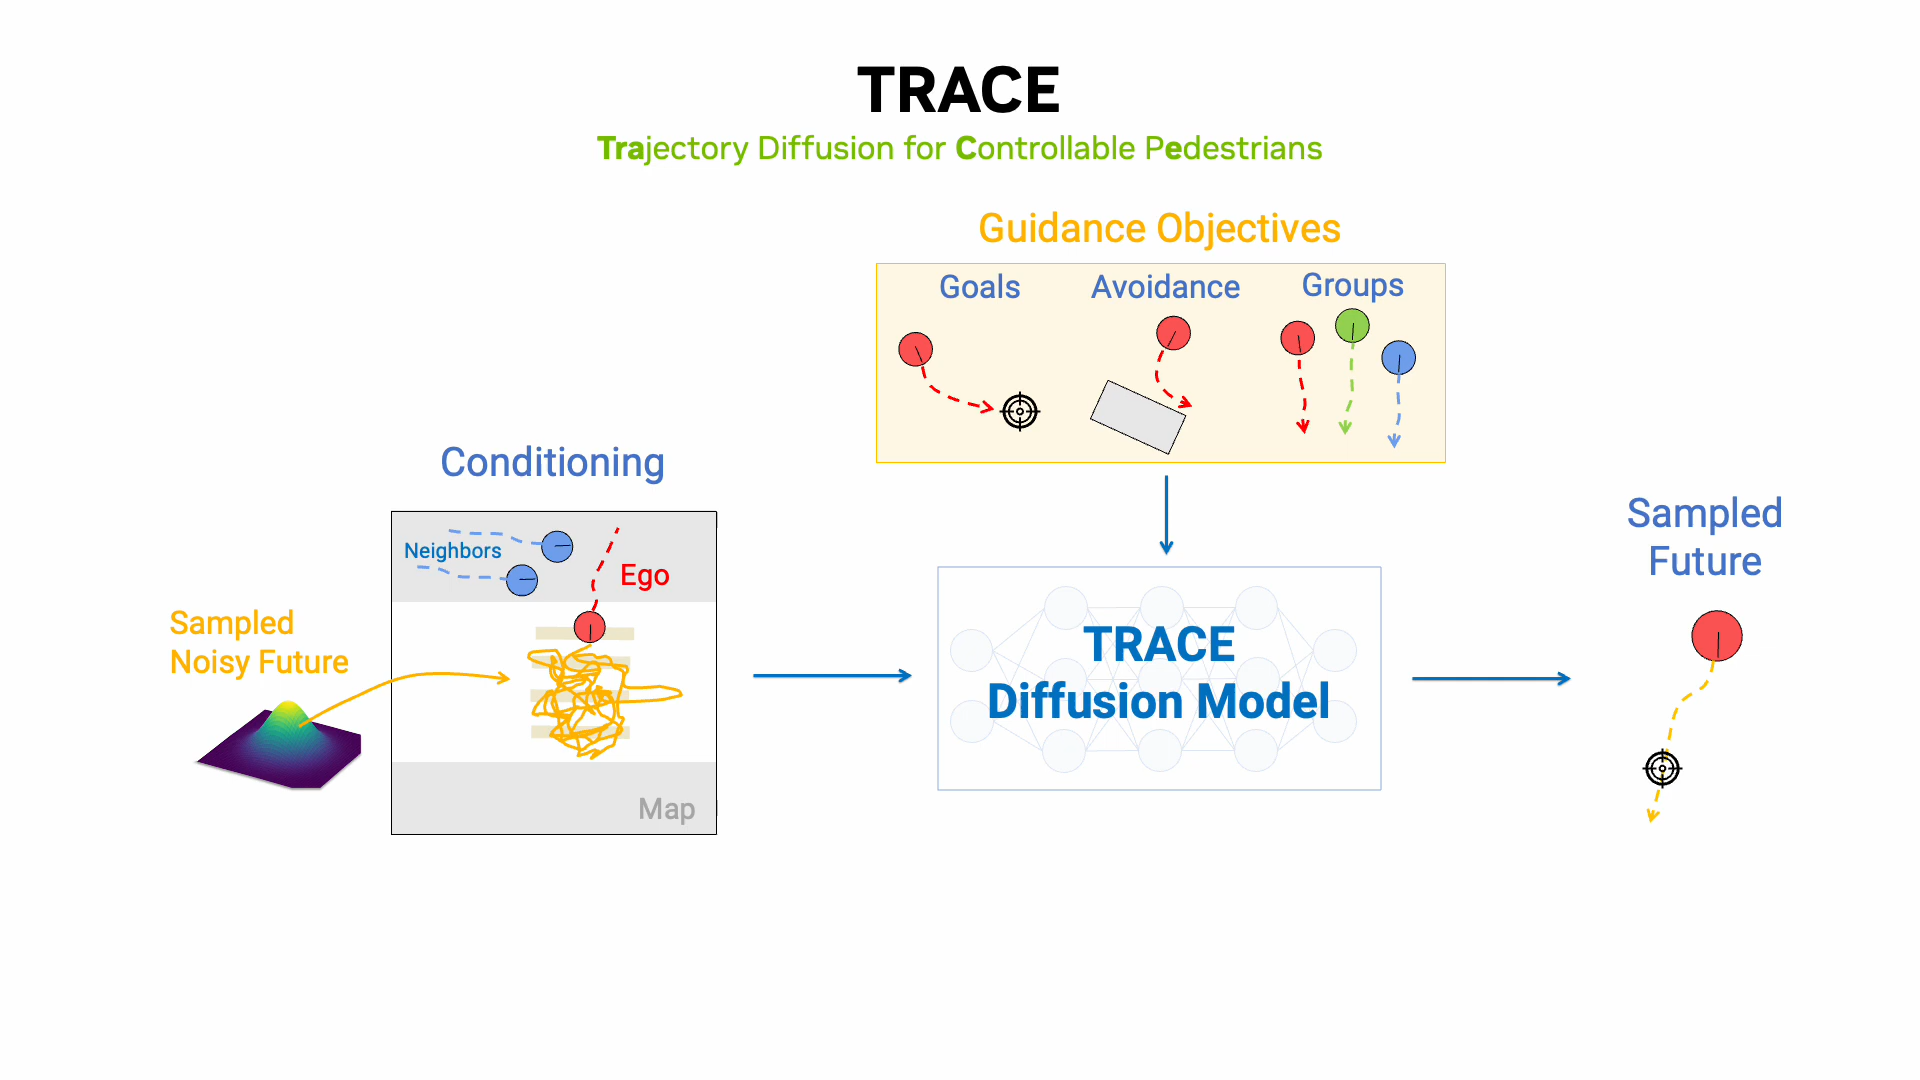 TRACE
Trajectory Diffusion for Controllable Pedestrians
Guidance Objectives
Goals
Avoidance
Groups
Conditioning
Neighbors
Ego
Sampled
Noisy Future
Map
TRACE
Diffusion Model
Sampled
Future